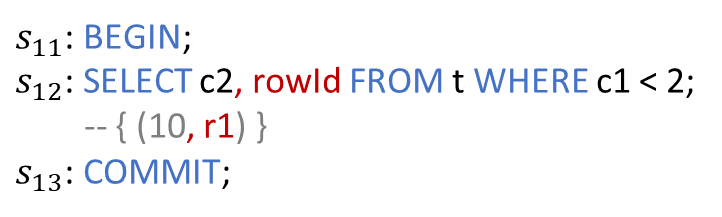 s11: BEGIN;
s12: SELECT c2, rowId FROM t WHERE c1 < 2;
-- { (10, r1) }
s13: COMMIT;